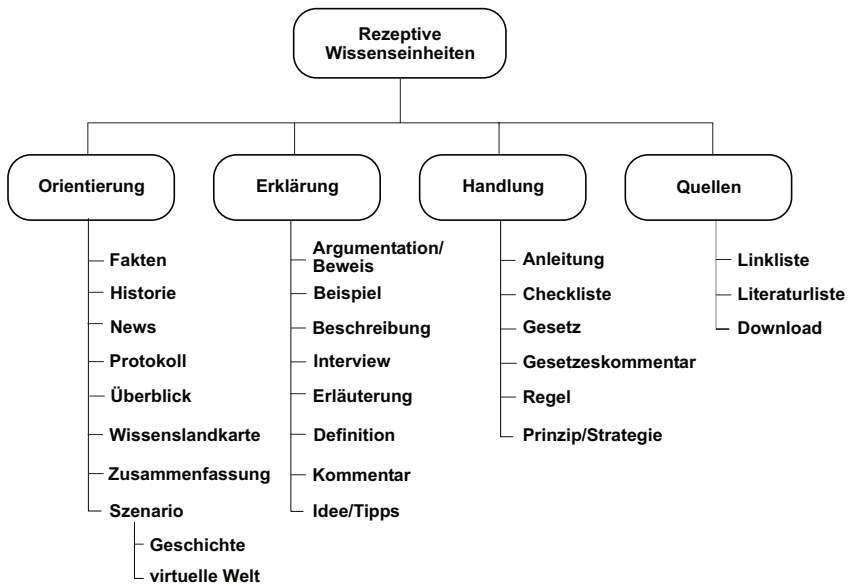 Rezeptive
Wissenseinheiten
Orientierung
Erklärung
Handlung
Quellen
Fakten
Historie
News
Protokoll
Überblick
Wissenslandkarte
Zusammenfassung
Szenario
Geschichte
virtuelle Welt
Argumentation/
Beweis
Beispiel
Beschreibung
Interview
Erläuterung
Definition
Kommentar
Idee/Tipps
Anleitung
Checkliste
Gesetz
Gesetzeskommentar
Regel
Prinzip/Strategie
Linkliste
Literaturliste
Download